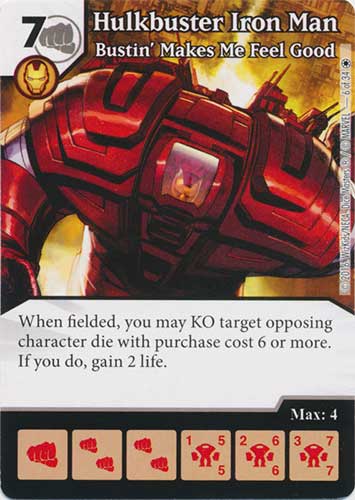 7
Hulkbuster Iron Man
Bustin' Makes Me Feel Good
6 of 34
© MARVEL
When fielded, you may KO target opposing
character die with purchase cost 6 or more.
If you do, gain 2 life.
Max: 4
1 5 5
2 6 6
3 7 7